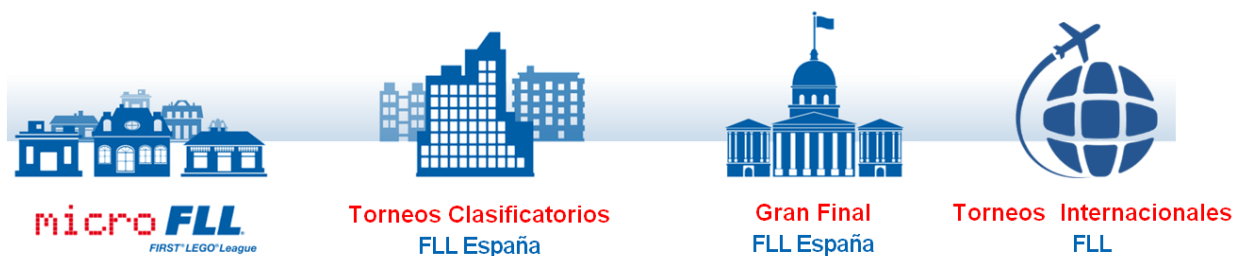 micro FLL
FIRST® LEGO® League
Torneos Clasificatorios
FLL España
Gran Final
FLL España
Torneos Internacionales
FLL